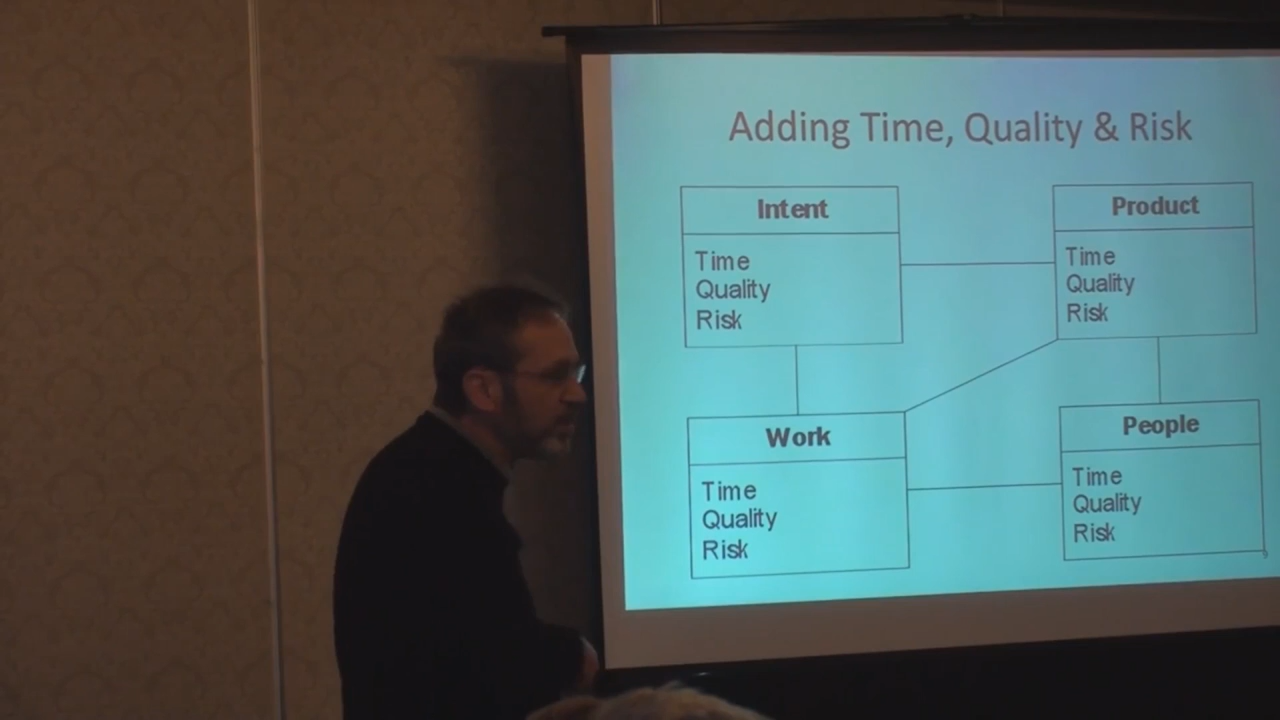 Adding Time, Quality & Risk
Intent
Time
Quality
Risk
Product
Time
Quality
Risk
Work
Time
Quality
Risk
People
Time
Quality
Risk